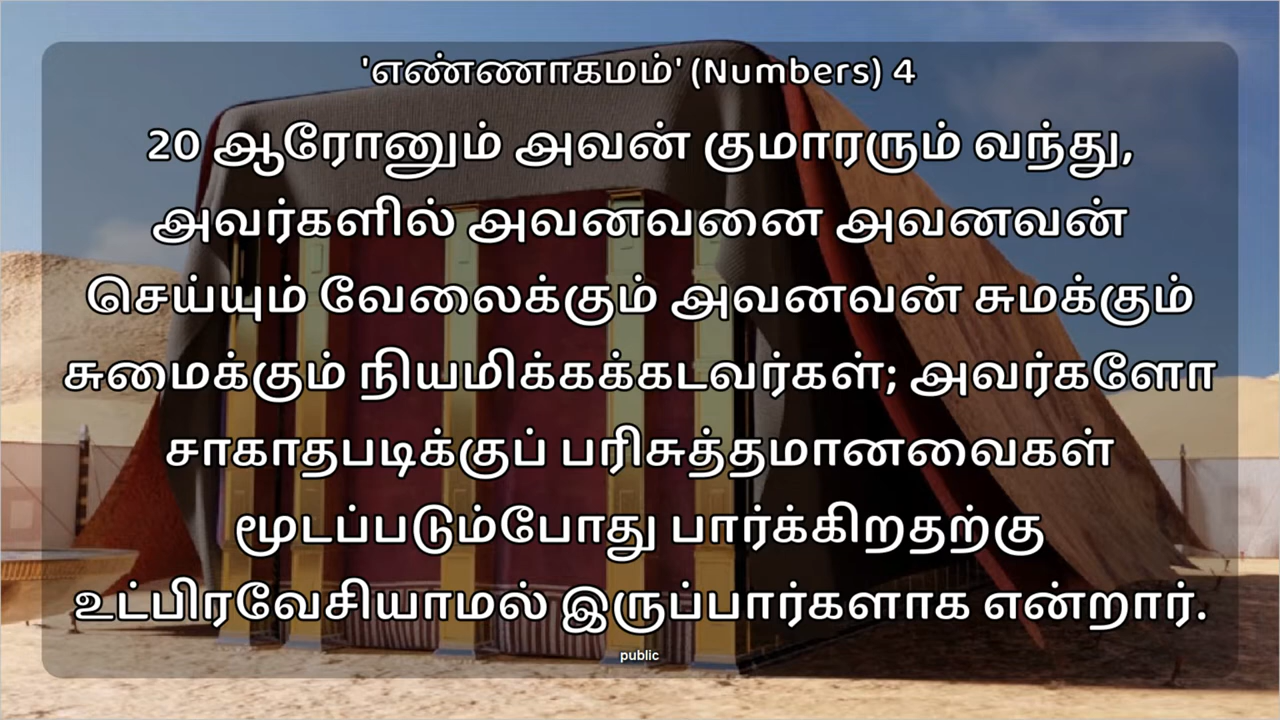 'எண்ணாகமம்' (Numbers) 4
20 ஆரோனும் அவன் குமாரரும் வந்து,
அவர்களில் அவனவனை அவனவன்
செய்யும் வேலைக்கும் அவனவன் சுமக்கும்
சுமைக்கும் நியமிக்கக்கடவர்கள்; அவர்களோ
சாகாதபடிக்குப் பரிசுத்தமானவைகள்
மூடப்படும்போது பார்க்கிறதற்கு
உட்பிரவேசியாமல் இருப்பார்களாக என்றார்.
public